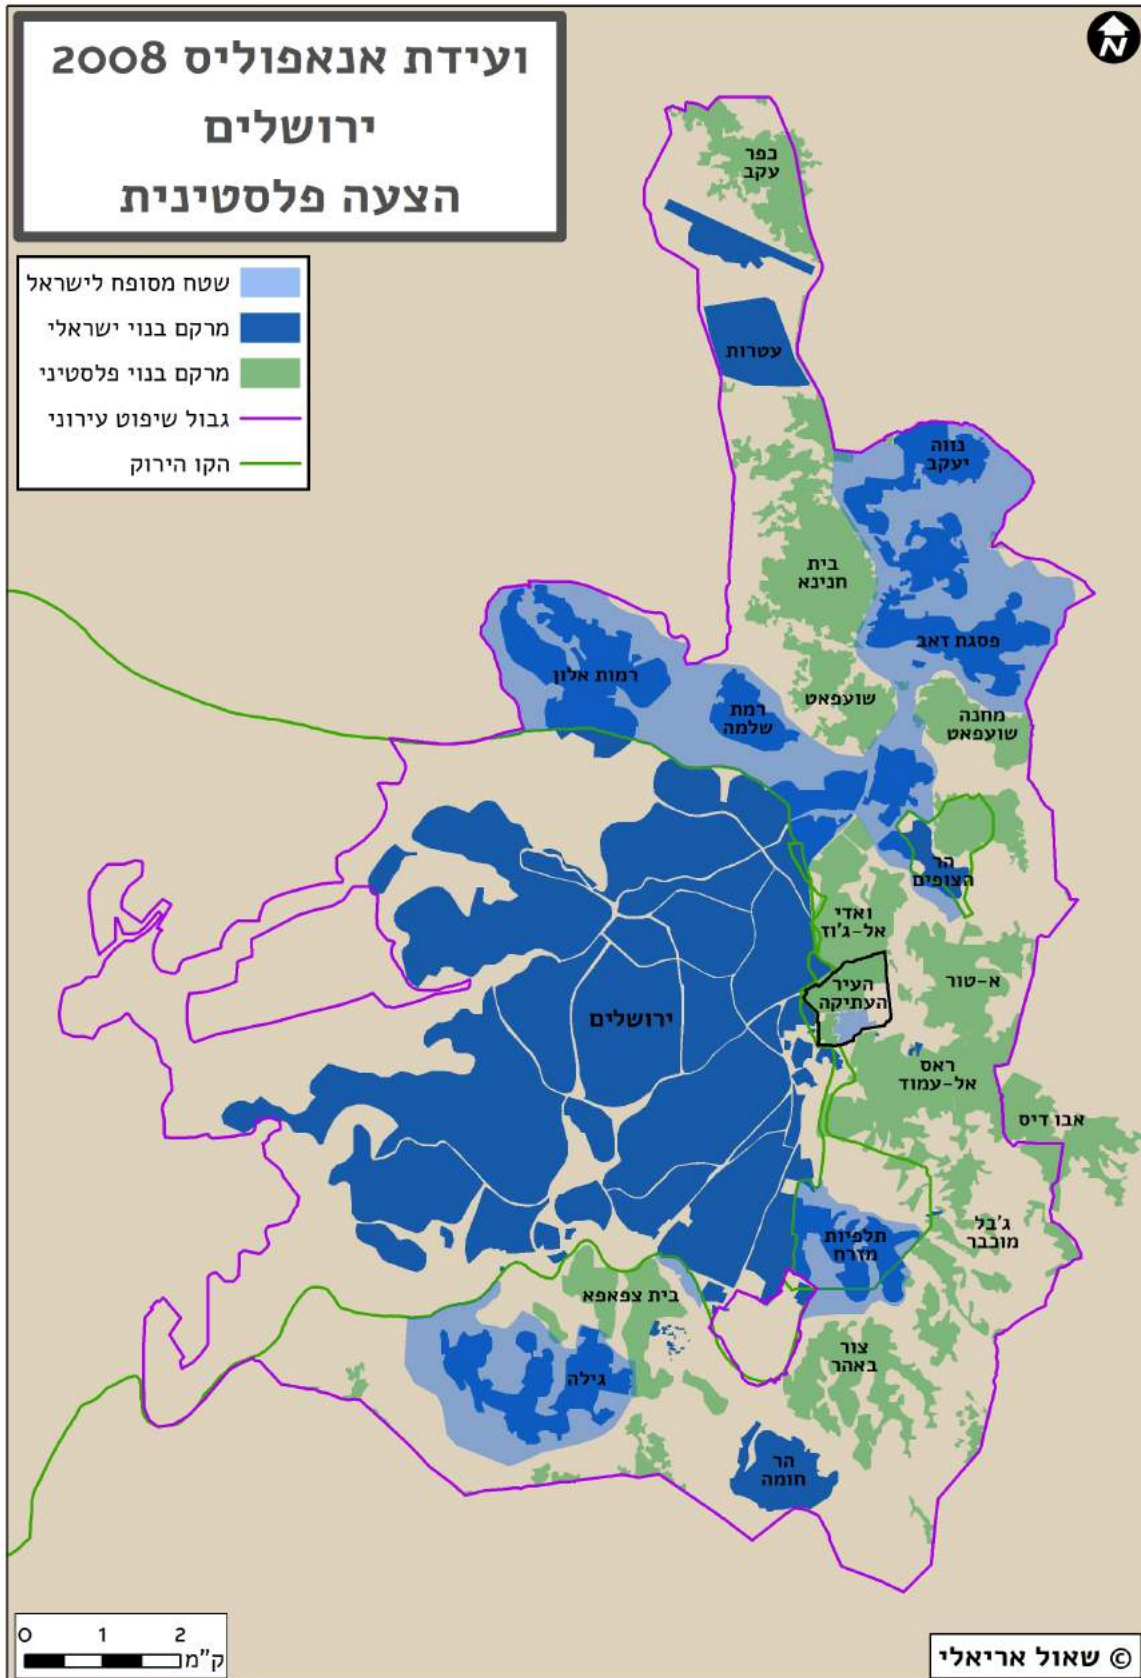 N
ועידת אנאפוליס 2008
ירושלים
הצעה פלסטינית
שטח מסופח לישראל
מרקם בנוי ישראלי
מרקם בנוי פלסטיני
גבול שיפוט עירוני
הקו הירוק
כפר
עקב
עטרות
נווה
יעקב
בית
חנינא
פסגת זאב
רמות אלון
רמת
שלמה
שועפאט
מחנה
שועפאט
הר
הצופים
ואדי
אל-ג'וז
העיר
העתיקה
א-טור
ירושלים
ראס
אל-עמוד
אבו דיס
ג'בל
מוכבר
תלפיות
מזרח
בית צפאפא
צור
באהר
גילה
הר
חומה
0 1 2
ק"מ
© שאול אריאלי